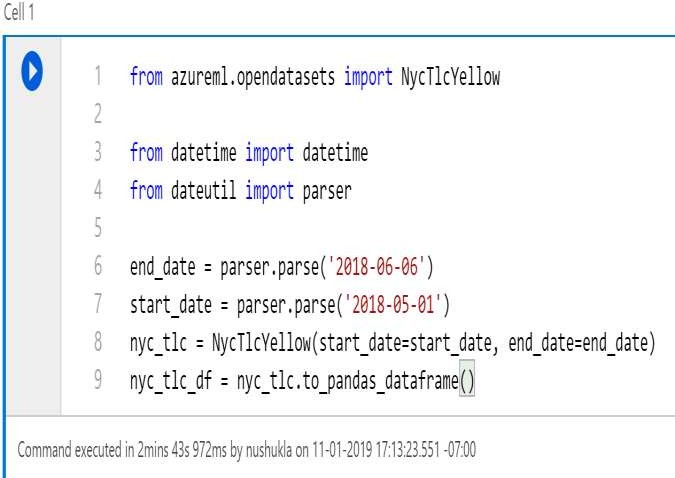 Cell 1
1 from azureml.opendatasets import NycTlcYellow
2
3 from datetime import datetime
4 from dateutil import parser
5
6 end_date = parser.parse('2018-06-06')
7 start_date = parser.parse('2018-05-01')
8 nyc_tlc = NycTlcYellow(start_date=start_date, end_date=end_date)
9 nyc_tlc_df = nyc_tlc.to_pandas_dataframe()
Command executed in 2mins 43s 972ms by nushukla on 11-01-2019 17:13:23.551 -07:00